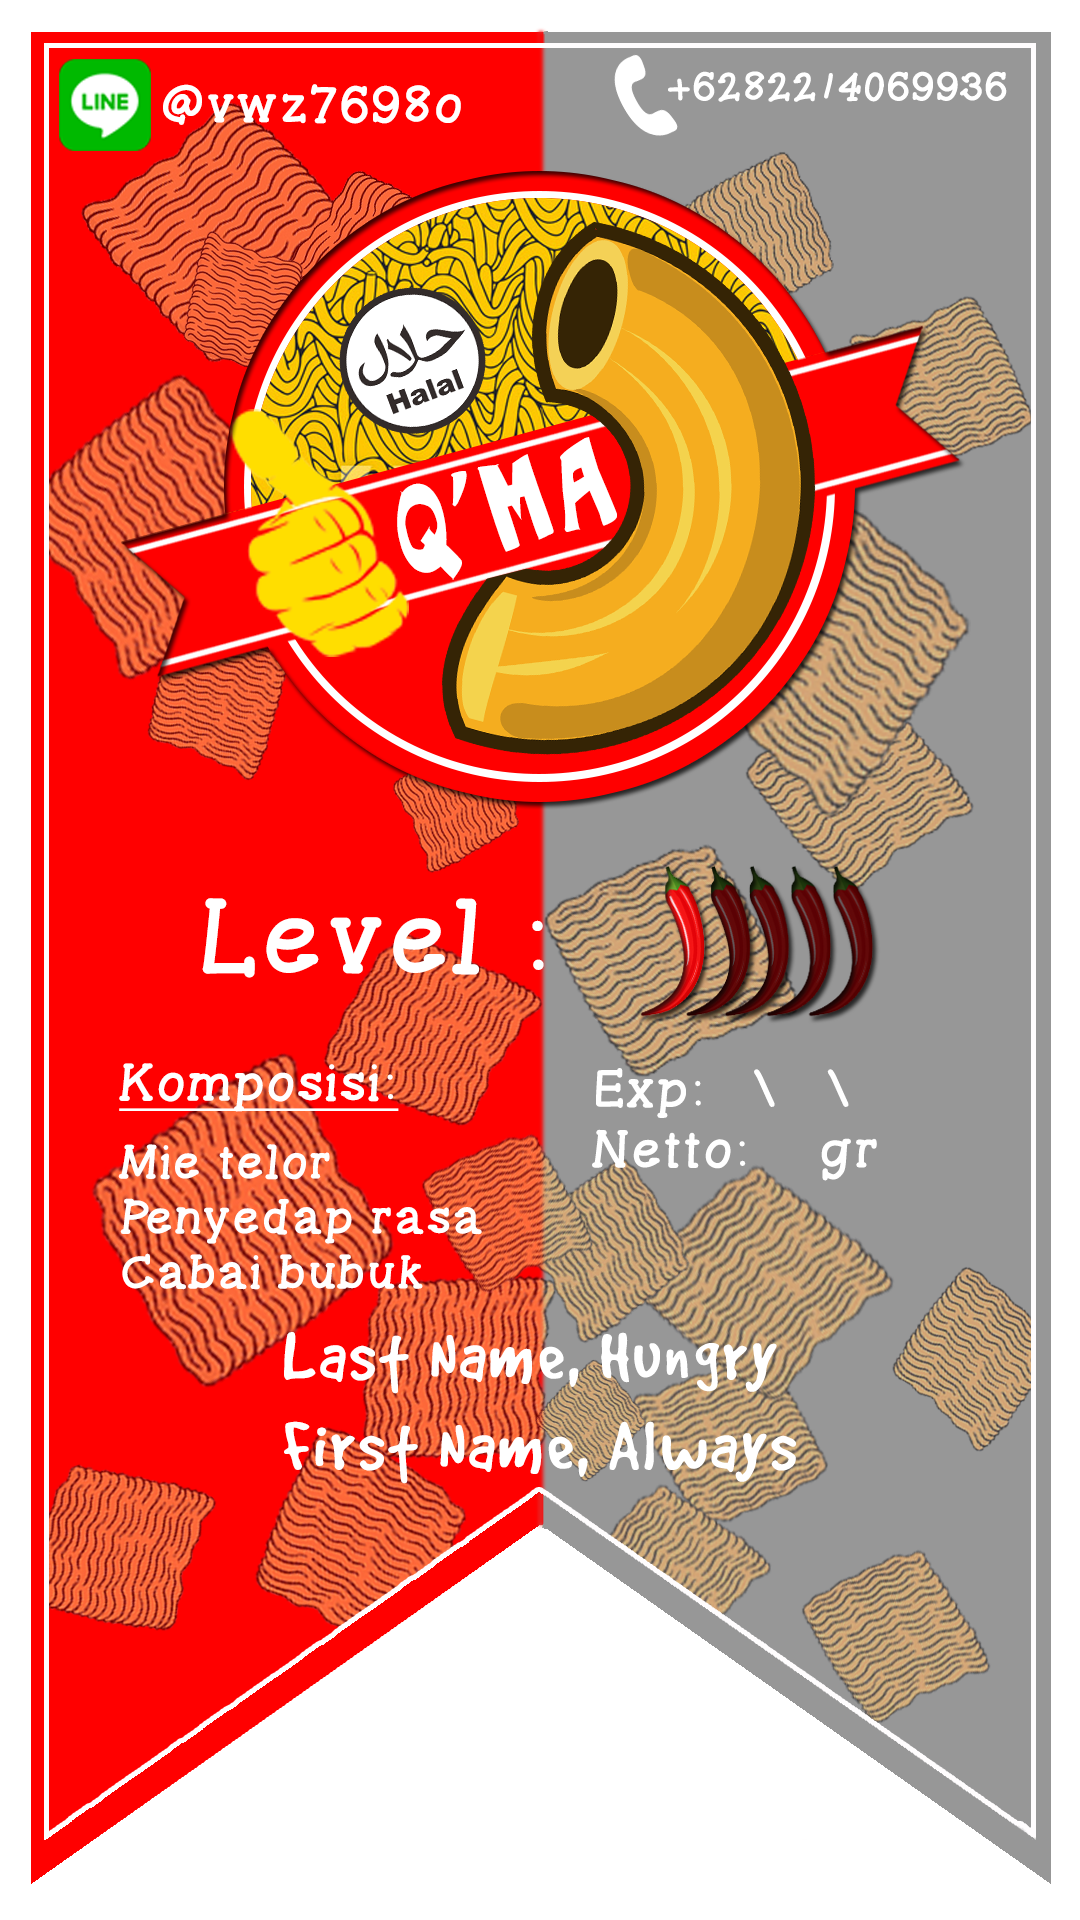 LINE
@vwz7698o
+6282214069936
حلال
Halal
Q'MA
Level :
Komposisi:
Mie telor
Penyedap rasa
Cabai bubuk
Exp: \ \
Netto: gr
Last Name, Hungry
First Name, Always